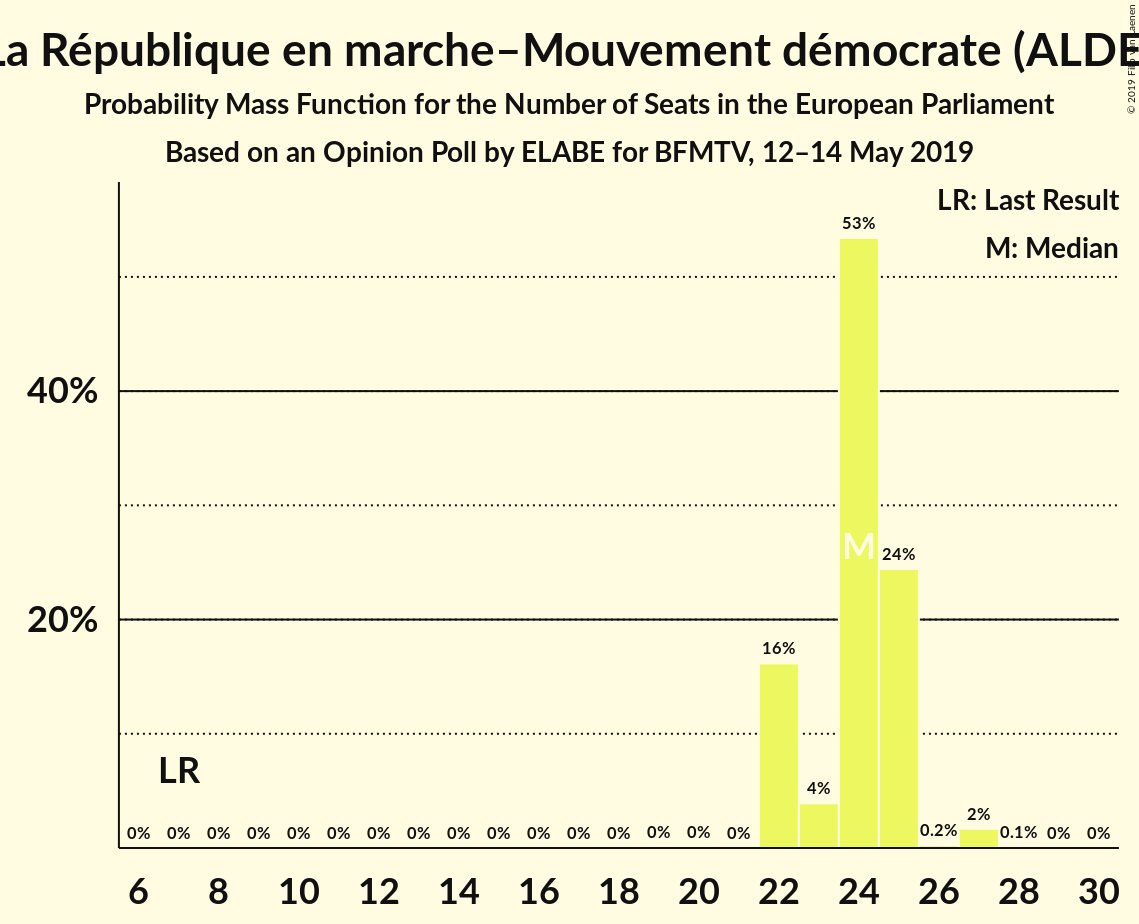 La République en marche–Mouvement démocrate (ALDE
Probability Mass Function for the Number of Seats in the European Parliament
Based on an Opinion Poll by ELABE for BFMTV, 12–14 May 2019
© 2019 Filip van Laenen
LR: Last Result
M: Median
53%
40%
M
24%
20%
16%
LR
4%
2%
0% 0% 0% 0% 0% 0% 0% 0% 0% 0% 0% 0% 0% 0% 0% 0% 0.2% 0.1% 0% 0%
6 8 10 12 14 16 18 20 22 24 26 28 30